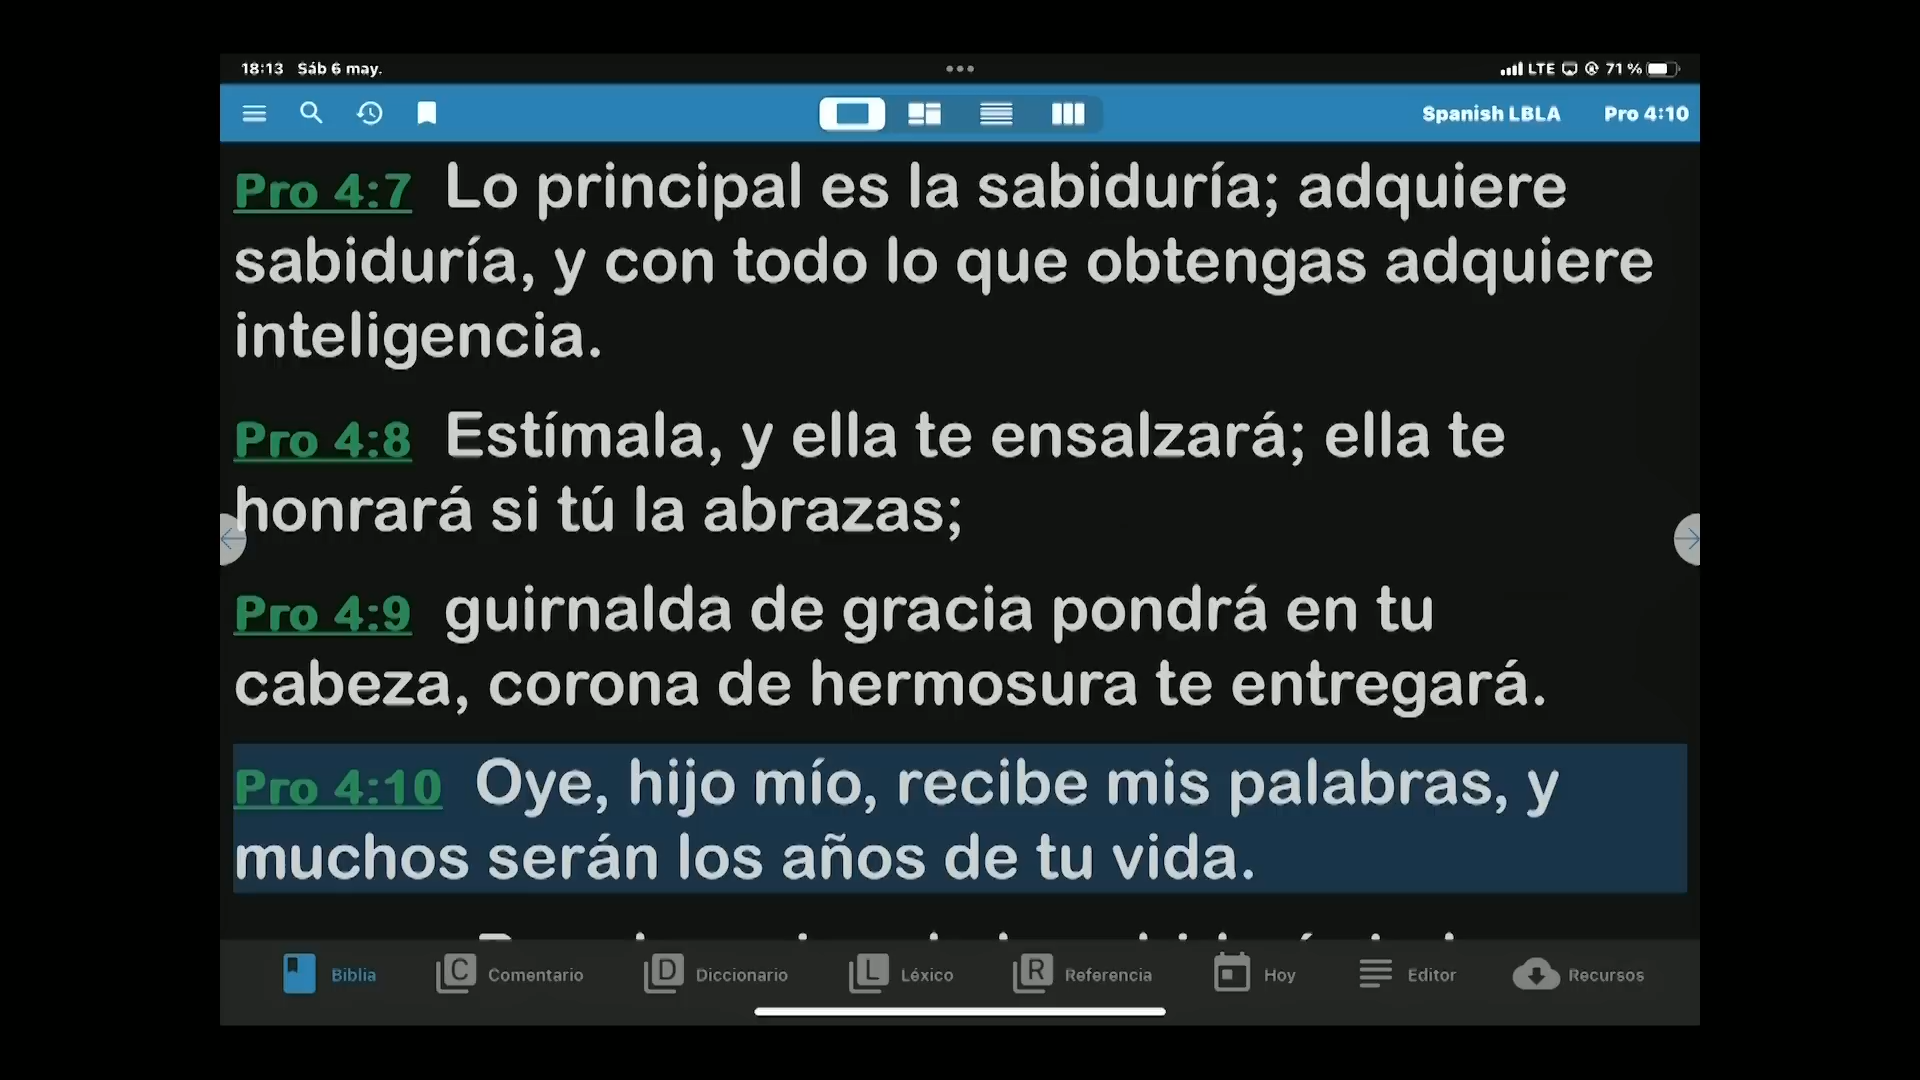 18:13 Sáb 6 may.
LTE 71 %
Spanish LBLA Pro 4:10
Pro 4:7 Lo principal es la sabiduría; adquiere
sabiduría, y con todo lo que obtengas adquiere
inteligencia.
Pro 4:8 Estímala, y ella te ensalzará; ella te
honrará si tú la abrazas;
Pro 4:9 guirnalda de gracia pondrá en tu
cabeza, corona de hermosura te entregará.
Pro 4:10 Oye, hijo mío, recibe mis palabras, y
muchos serán los años de tu vida.
Biblia C Comentario D Diccionario L Léxico R Referencia Hoy Editor Recursos